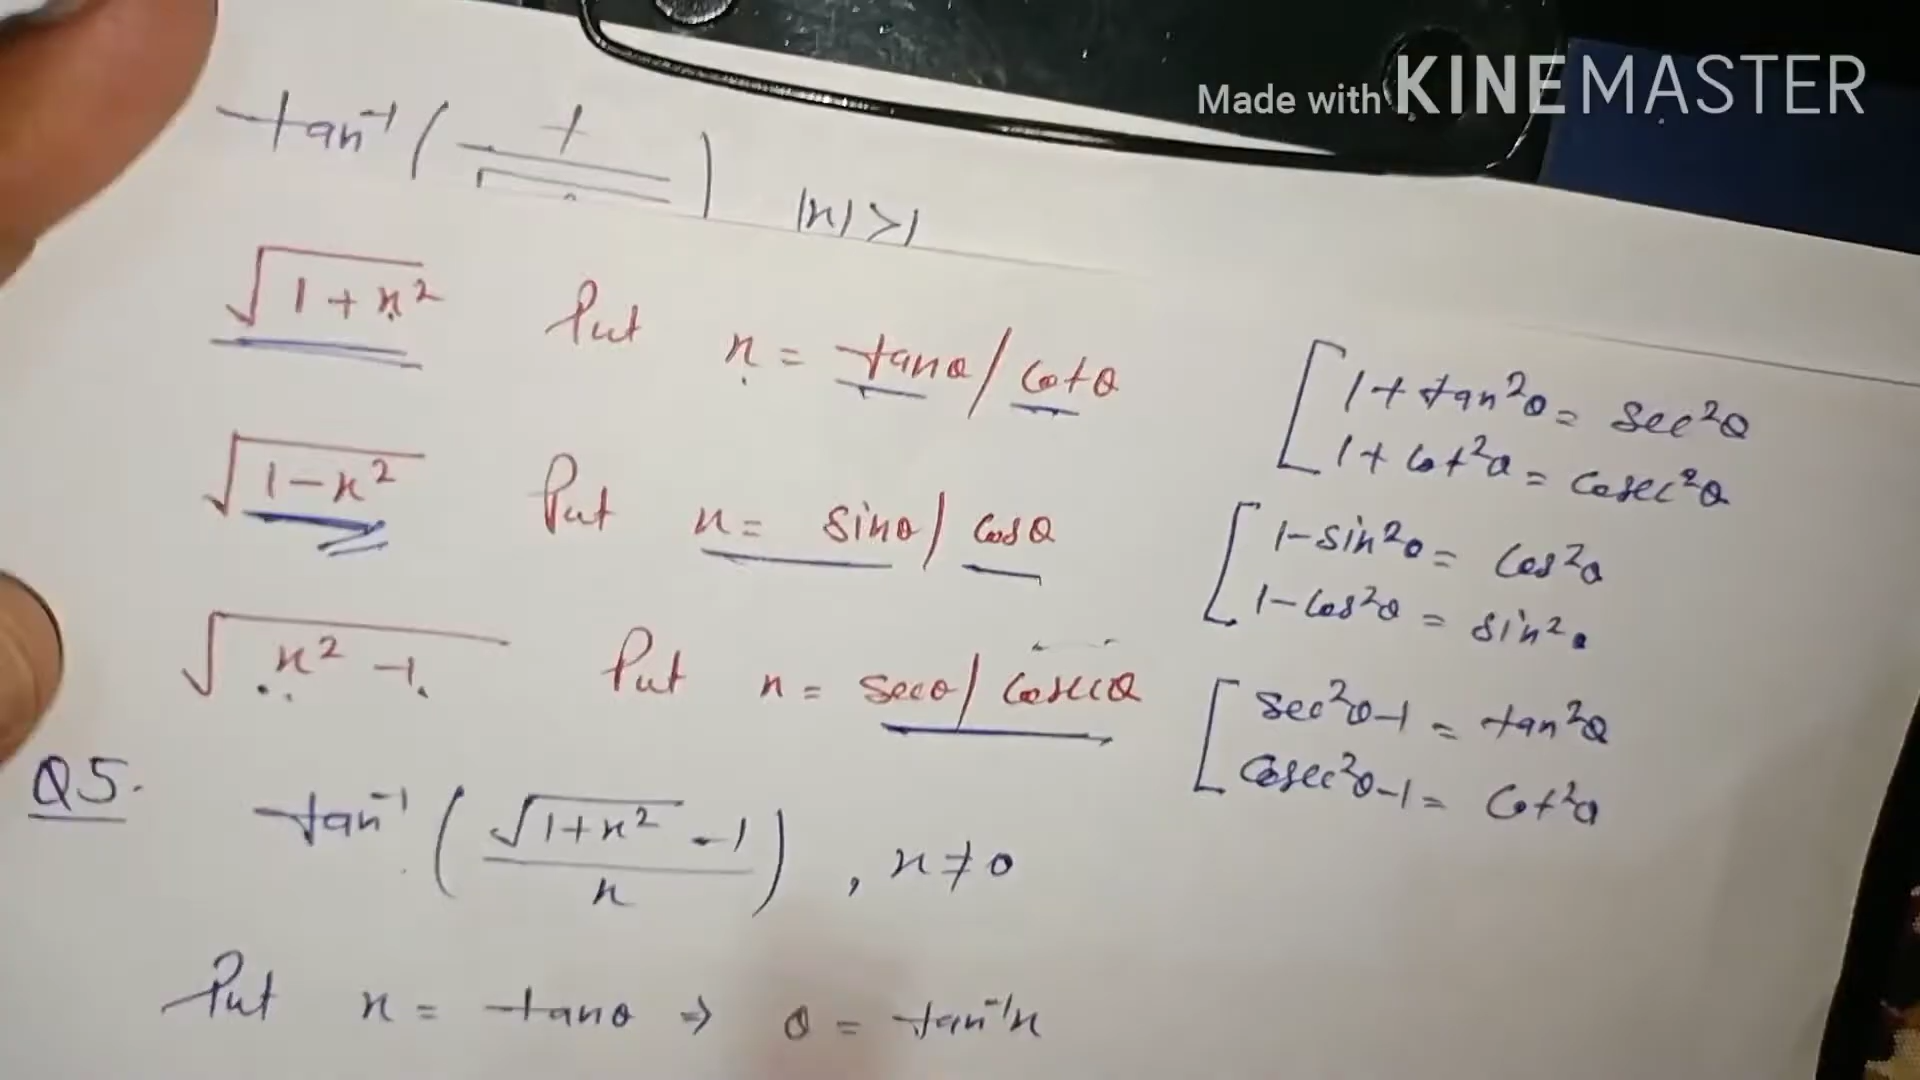 Made with KINEMASTER
tan⁻¹ ( 1 / √ ) |x| > 1
√(1 + x²) Put x = tanθ / cotθ
[ 1 + tan²θ = sec²θ
1 + cot²θ = cosec²θ
√(1 - x²) Put x = sinθ / cosθ
[ 1 - sin²θ = cos²θ
1 - cos²θ = sin²θ
√(x² - 1) Put x = secθ / cosecθ
[ sec²θ - 1 = tan²θ
cosec²θ - 1 = cot²θ
Q5. tan⁻¹ ( (√(1 + x²) - 1) / x ) , x ≠ 0
Put x = tanθ ⇒ θ = tan⁻¹x